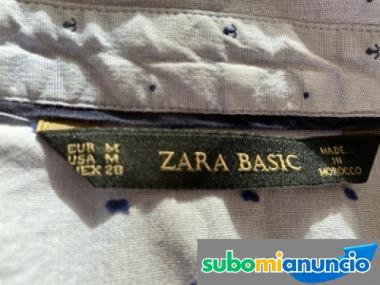 EUR M
USA M
MEX 28
ZARA BASIC
MADE
IN
MOROCCO
subomianuncio